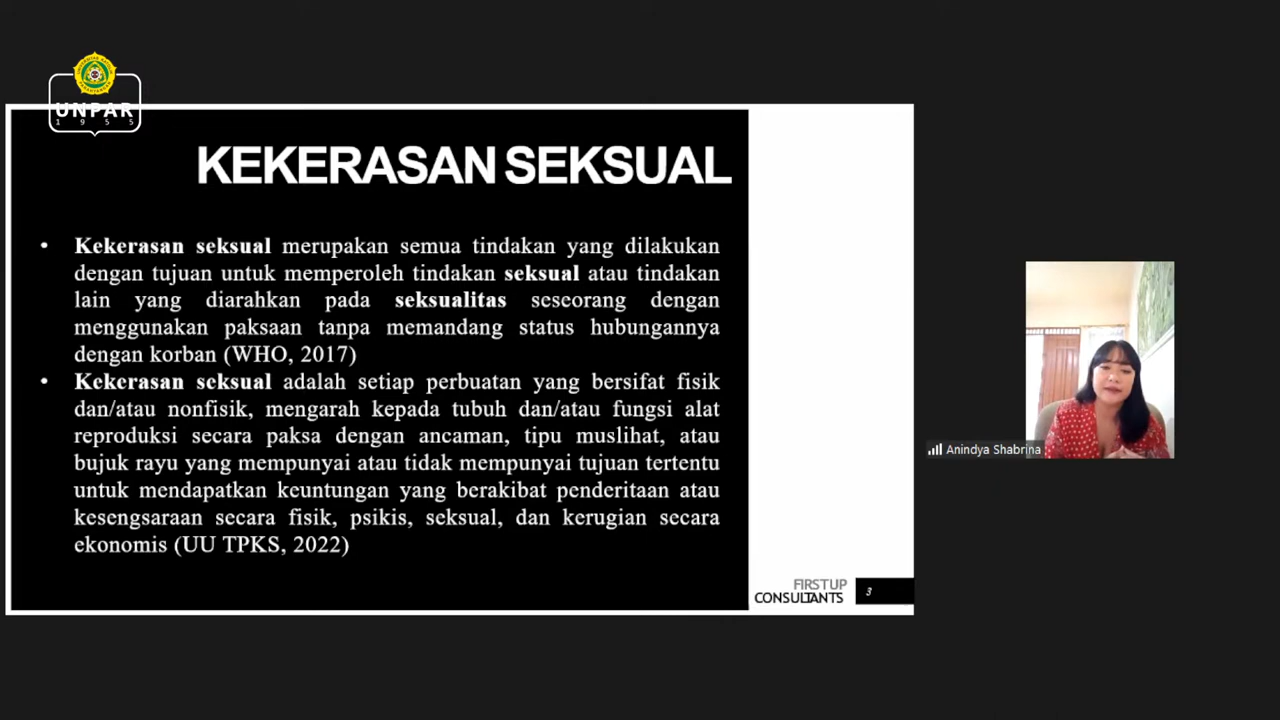 UNPAR
1955
KEKERASAN SEKSUAL
• Kekerasan seksual merupakan semua tindakan yang dilakukan
dengan tujuan untuk memperoleh tindakan seksual atau tindakan
lain yang diarahkan pada seksualitas seseorang dengan
menggunakan paksaan tanpa memandang status hubungannya
dengan korban (WHO, 2017)
• Kekerasan seksual adalah setiap perbuatan yang bersifat fisik
dan/atau nonfisik, mengarah kepada tubuh dan/atau fungsi alat
reproduksi secara paksa dengan ancaman, tipu muslihat, atau
bujuk rayu yang mempunyai atau tidak mempunyai tujuan tertentu
untuk mendapatkan keuntungan yang berakibat penderitaan atau
kesengsaraan secara fisik, psikis, seksual, dan kerugian secara
ekonomis (UU TPKS, 2022)
FIRSTUP
CONSULTANTS
3
Anindya Shabrina